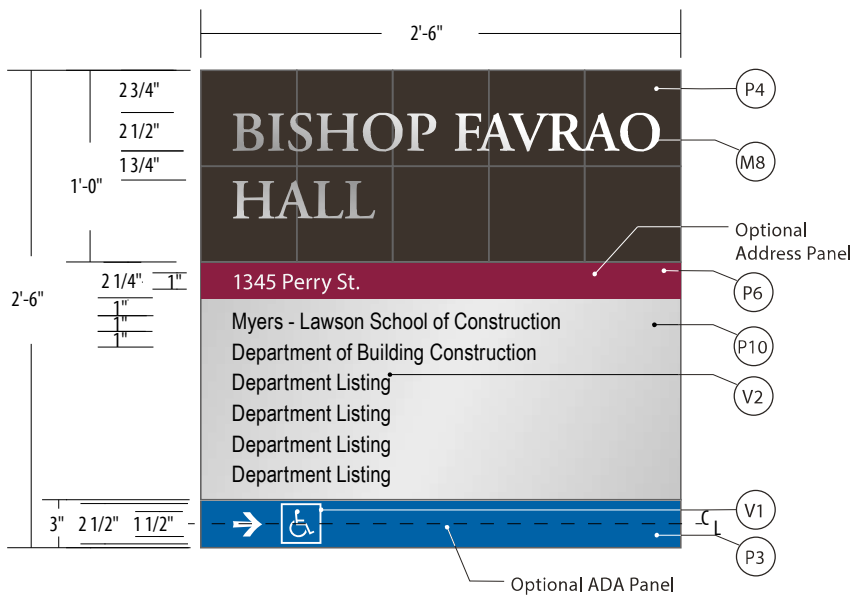 2'-6"
2 3/4"
P4
2 1/2"
BISHOP FAVRAO
M8
1 3/4"
1'-0"
HALL
Optional
Address Panel
2 1/4"
1"
1345 Perry St.
P6
2'-6"
1"
Myers - Lawson School of Construction
1"
P10
1"
Department of Building Construction
Department Listing
V2
Department Listing
Department Listing
Department Listing
3"
2 1/2"
1 1/2"
CL
V1
P3
Optional ADA Panel